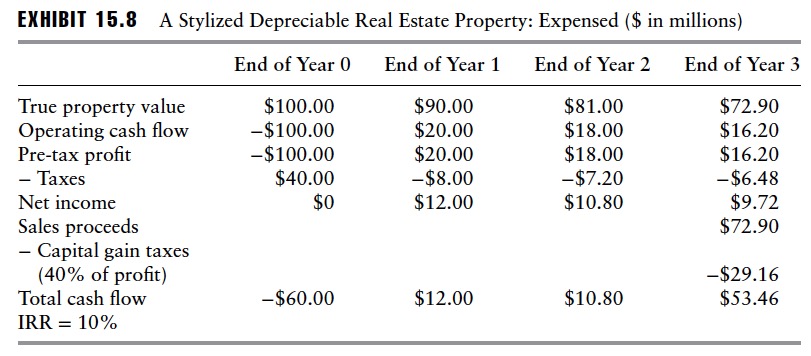 EXHIBIT 15.8 A Stylized Depreciable Real Estate Property: Expensed ($ in millions)
End of Year 0 End of Year 1 End of Year 2 End of Year 3
True property value $100.00 $90.00 $81.00 $72.90
Operating cash flow –$100.00 $20.00 $18.00 $16.20
Pre-tax profit –$100.00 $20.00 $18.00 $16.20
– Taxes $40.00 –$8.00 –$7.20 –$6.48
Net income $0 $12.00 $10.80 $9.72
Sales proceeds $72.90
– Capital gain taxes
(40% of profit) –$29.16
Total cash flow –$60.00 $12.00 $10.80 $53.46
IRR = 10%